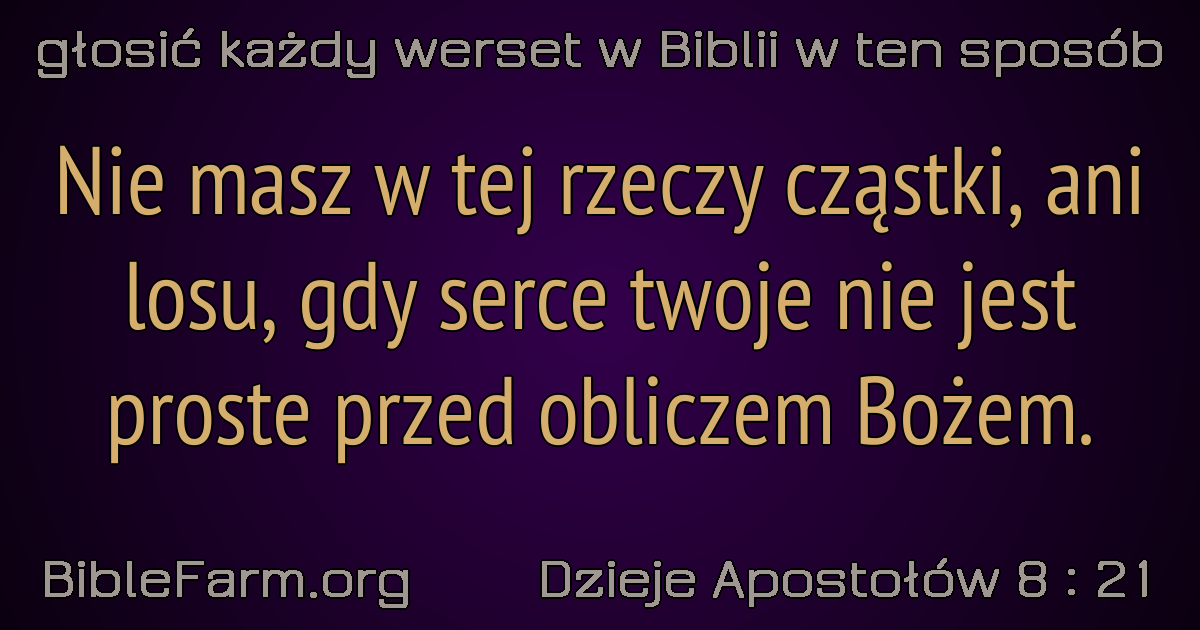 głosić każdy werset w Biblii w ten sposób
Nie masz w tej rzeczy cząstki, ani
losu, gdy serce twoje nie jest
proste przed obliczem Bożem.
BibleFarm.org
Dzieje Apostołów 8 : 21